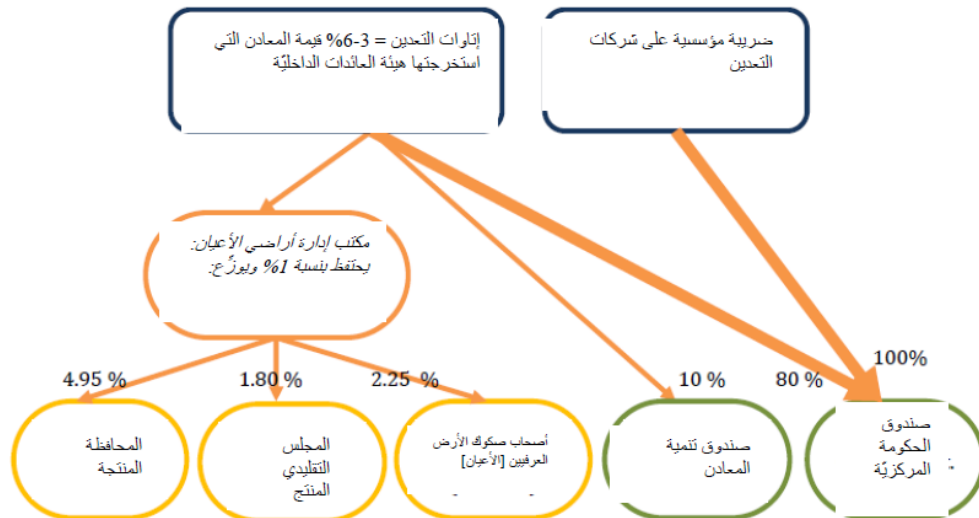 إتاوات التعدين = 3-6% قيمة المعادن التي
استخرجتها هيئة العائدات الداخليّة
ضريبة مؤسسية على شركات
التعدين
مكتب إدارة أراضي الأعيان:
يحتفظ بنسبة 1% ويوزِّع:
4.95 %
1.80 %
2.25 %
10 %
80 %
100%
المحافظة
المنتجة
المجلس
التقليدي
المنتج
أصحاب صكوك الأرض
العرفيين [الأعيان]
صندوق تنمية
المعادن
صندوق
الحكومة
المركزيّة